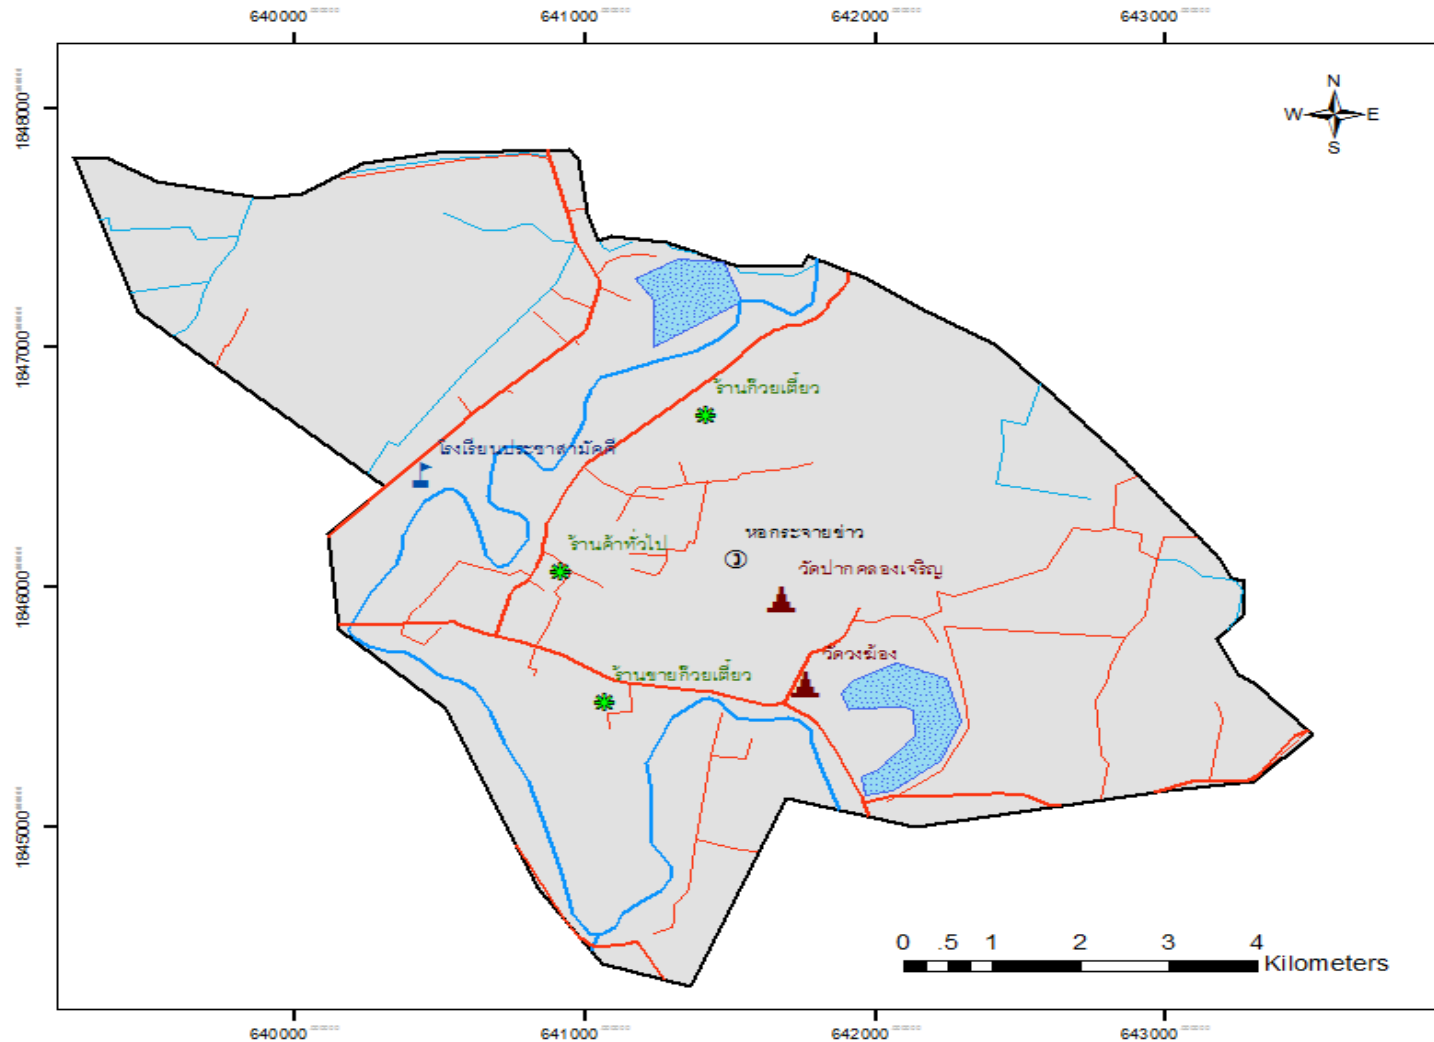 640000 641000 642000 643000
1848000
N
W E
S
1847000
ร้านก๊วยเตี๋ยว
โรงเรียนประชาสามัคคี
หอกระจายข่าว
ร้านค้าทั่วไป
วัดปากคลองเจริญ
1846000
วัดวงฆ้อง
ร้านขายก๊วยเตี๋ยว
1845000
0 .5 1 2 3 4
Kilometers
640000 641000 642000 643000